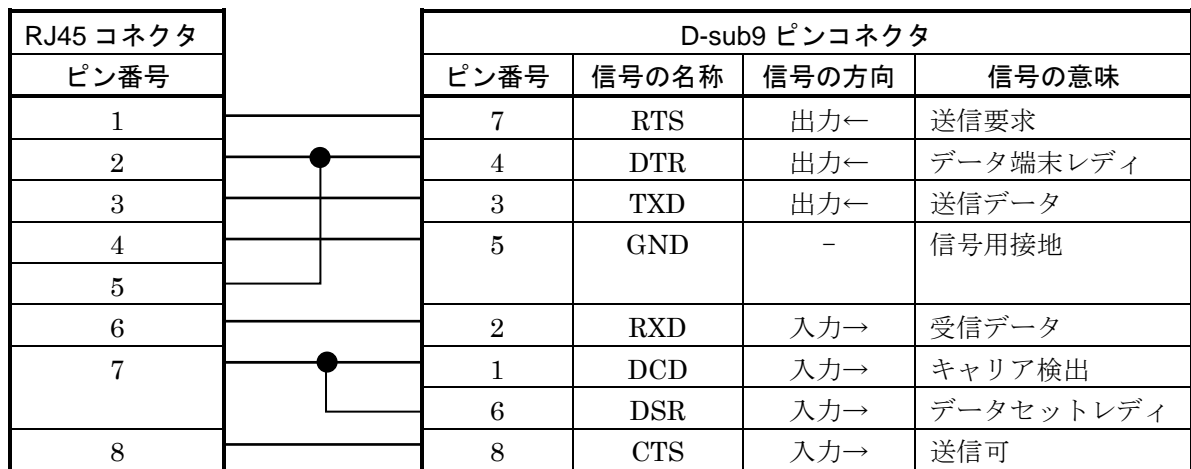 RJ45 コネクタ D-sub9 ピンコネクタ
ピン番号 ピン番号 信号の名称 信号の方向 信号の意味
1 7 RTS 出力← 送信要求
2 4 DTR 出力← データ端末レディ
3 3 TXD 出力← 送信データ
4 5 GND － 信号用接地
5
6 2 RXD 入力→ 受信データ
7 1 DCD 入力→ キャリア検出
6 DSR 入力→ データセットレディ
8 8 CTS 入力→ 送信可